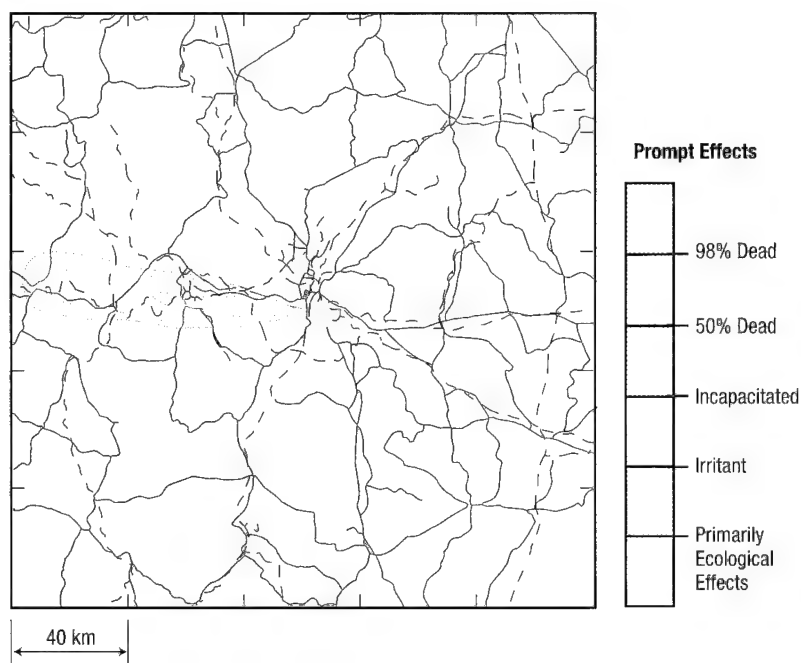 Prompt Effects
98% Dead
50% Dead
Incapacitated
Irritant
Primarily
Ecological
Effects
40 km